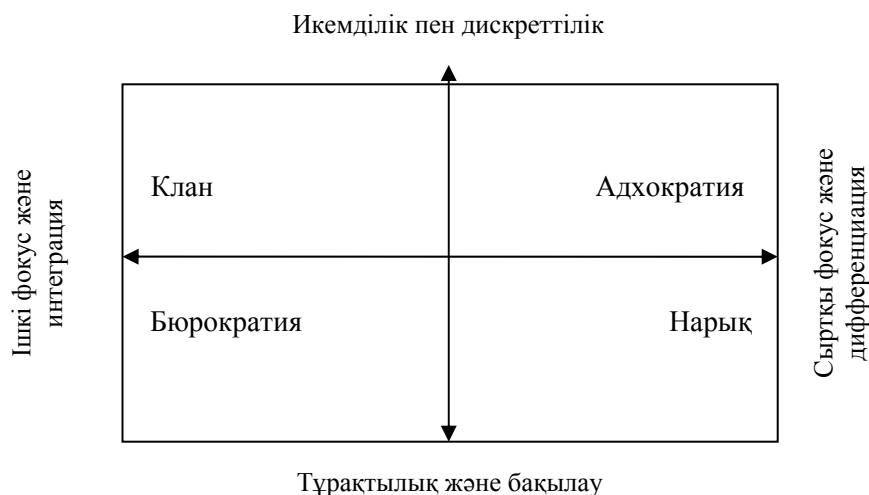 Икемділік пен дискреттілік
Ішкі фокус және
интеграция
Клан
Адхократия
Сыртқы фокус және
дифференциация
Бюрократия
Нарық
Тұрақтылық және бақылау